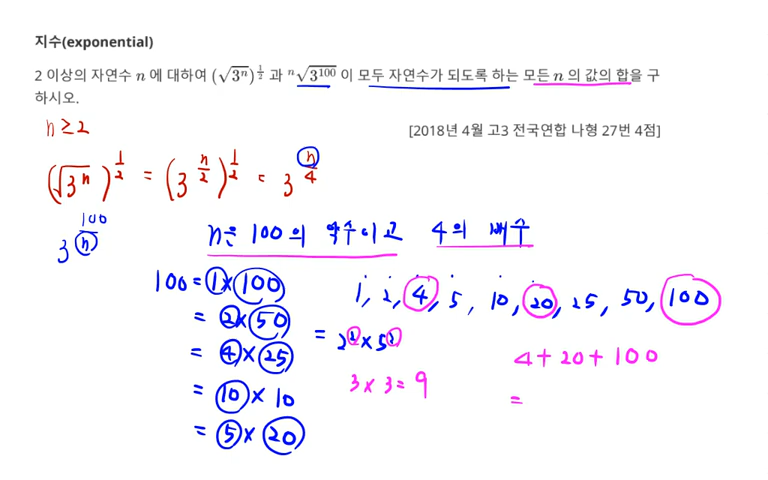 지수(exponential)
2 이상의 자연수 n 에 대하여 (√3ⁿ)^(1/2) 과 ⁿ√3¹⁰⁰ 이 모두 자연수가 되도록 하는 모든 n 의 값의 합을 구
하시오.
[2018년 4월 고3 전국연합 나형 27번 4점]
n ≥ 2
(√3ⁿ)^(1/2) = (3^(n/2))^(1/2) = 3^(n/4)
3^(100/n)
n은 100의 약수이고 4의 배수
100 = 1 × 100
= 2 × 50
= 4 × 25
= 10 × 10
= 5 × 20
= 2² × 5²
3 × 3 = 9
1, 2, 4, 5, 10, 20, 25, 50, 100
4 + 20 + 100
=